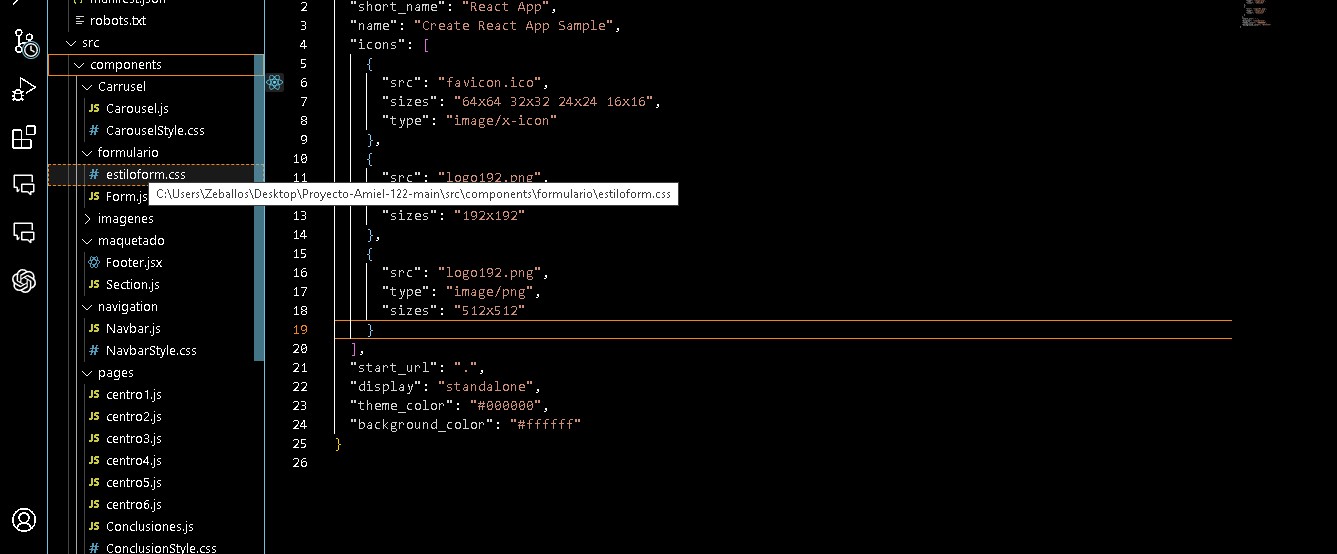 manifest.json
robots.txt
src
components
Carrusel
JS Carousel.js
# CarouselStyle.css
formulario
# estiloform.css
JS Form.js
imagenes
maquetado
Footer.jsx
JS Section.js
navigation
JS Navbar.js
# NavbarStyle.css
pages
JS centro1.js
JS centro2.js
JS centro3.js
JS centro4.js
JS centro5.js
JS centro6.js
JS Conclusiones.js
# ConclusionStyle.css
C:\Users\Zeballos\Desktop\Proyecto-Amiel-122-main\src\components\formulario\estiloform.css
2 "short_name": "React App",
3 "name": "Create React App Sample",
4 "icons": [
5 {
6 "src": "favicon.ico",
7 "sizes": "64x64 32x32 24x24 16x16",
8 "type": "image/x-icon"
9 },
10 {
11 "src": "logo192.png",
13 "sizes": "192x192"
14 },
15 {
16 "src": "logo192.png",
17 "type": "image/png",
18 "sizes": "512x512"
19 }
20 ],
21 "start_url": ".",
22 "display": "standalone",
23 "theme_color": "#000000",
24 "background_color": "#ffffff"
25 }
26